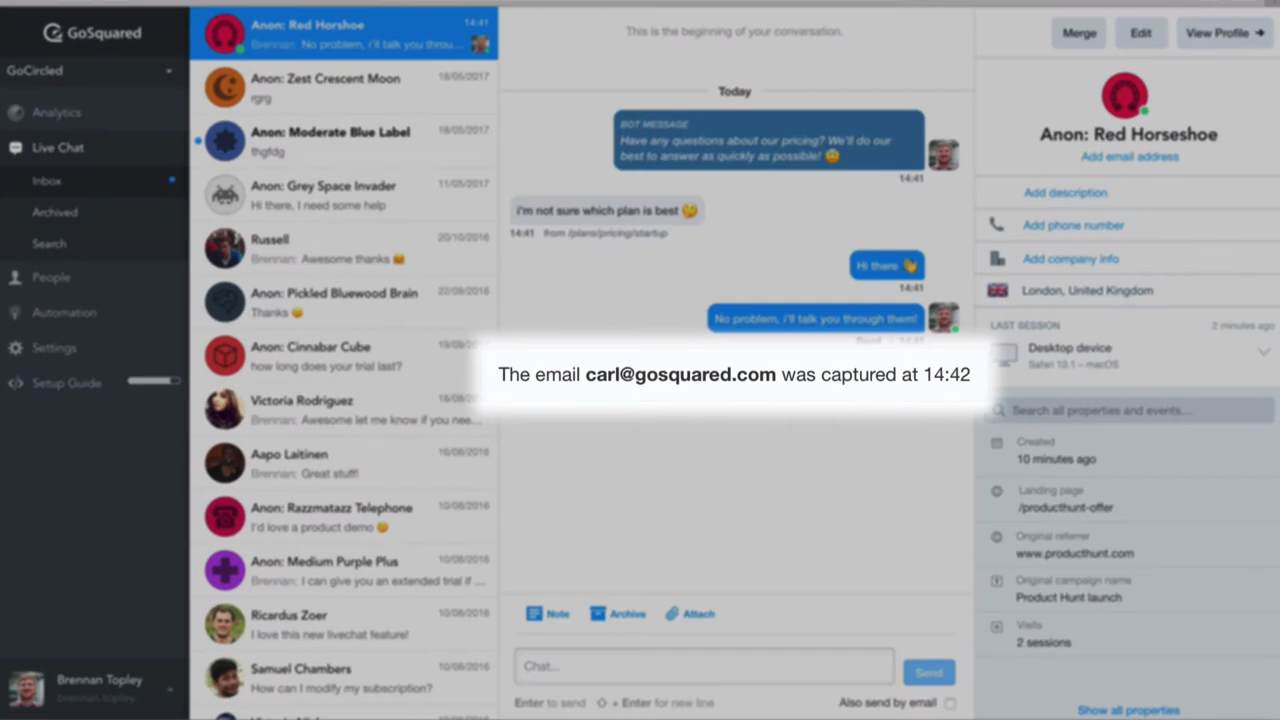 GoSquared
GoCircled
Analytics
Live Chat
Inbox
Archived
Search
People
Automation
Settings
Setup Guide
Brennan Topley
brennan.topley...
Anon: Red Horshoe
14:41
Brennan: No problem, i'll talk you throu...
Anon: Zest Crescent Moon
18/05/2017
rgrg
Anon: Moderate Blue Label
18/05/2017
thgfdg
Anon: Grey Space Invader
11/05/2017
Hi there, I need some help
Russell
20/10/2016
Brennan: Awesome thanks
Anon: Pickled Bluewood Brain
22/08/2016
Thanks 😊
Anon: Cinnabar Cube
how long does your trial last?
Victoria Rodriguez
Brennan: Awesome let me know if you nee...
Aapo Laitinen
16/08/2016
Brennan: Great stuff!
Anon: Razzmatazz Telephone
10/08/2016
I'd love a product demo 😊
Anon: Medium Purple Plus
10/08/2016
Brennan: I can give you an extended trial if ...
Ricardus Zoer
10/08/2016
I love this new livechat feature!
Samuel Chambers
10/08/2016
How can I modify my subscription?
This is the beginning of your conversation.
Today
BOT MESSAGE
Have any questions about our pricing? We'll do our
best to answer as quickly as possible! 😇
14:41
i'm not sure which plan is best 🤔
14:41 from /plans/pricing/startup
Hi there 👋
14:41
No problem, i'll talk you through them!
Read 14:41
The email carl@gosquared.com was captured at 14:42
Note
Archive
Attach
Chat...
Send
Enter to send ⇧ + Enter for new line
Also send by email
Merge
Edit
View Profile →
Anon: Red Horseshoe
Add email address
Add description
Add phone number
Add company info
London, United Kingdom
LAST SESSION
2 minutes ago
Desktop device
Safari 10.1 – macOS
Search all properties and events...
Created
10 minutes ago
Landing page
/producthunt-offer
Original referrer
www.producthunt.com
Original campaign name
Product Hunt launch
Visits
2 sessions
Show all properties